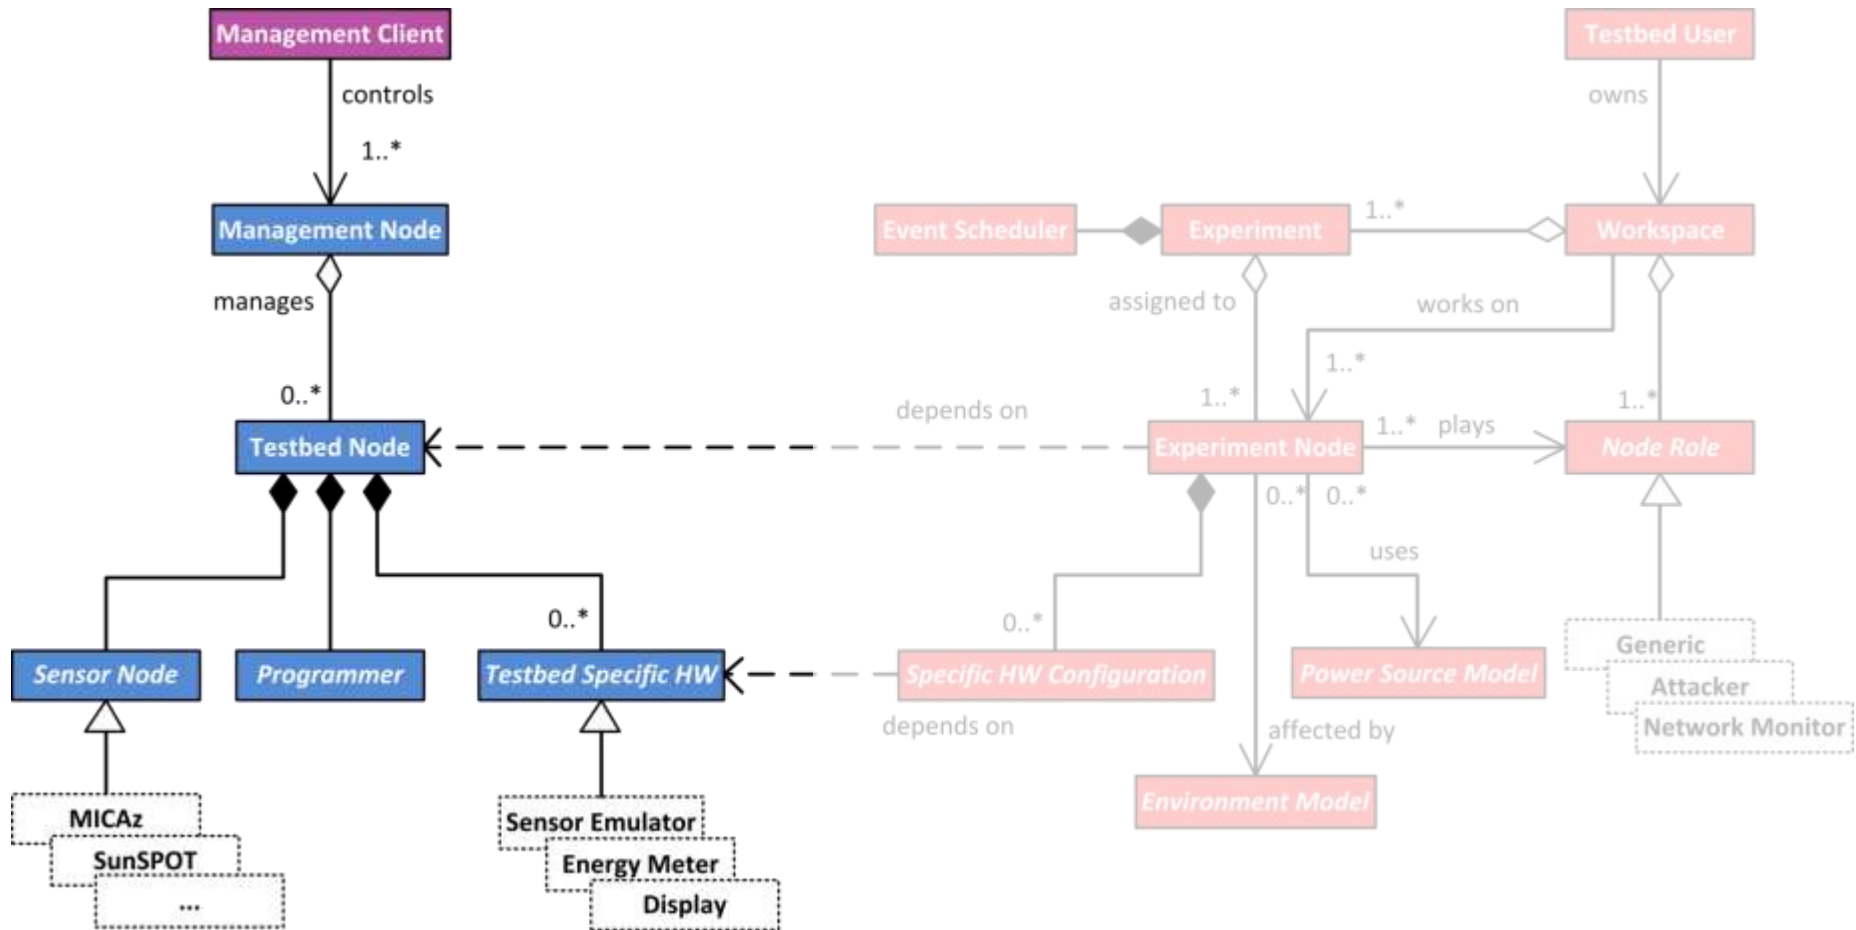 Management Client
Testbed User
controls
owns
1..*
Management Node
Event Scheduler
Experiment
1..*
Workspace
manages
assigned to
works on
1..*
0..*
1..*
1..*
depends on
Testbed Node
Experiment Node
1..* plays
Node Role
0..*
0..*
uses
0..*
0..*
Generic
Sensor Node
Programmer
Testbed Specific HW
Specific HW Configuration
Power Source Model
Attacker
depends on
affected by
Network Monitor
MICAz
Sensor Emulator
Environment Model
SunSPOT
Energy Meter
...
Display